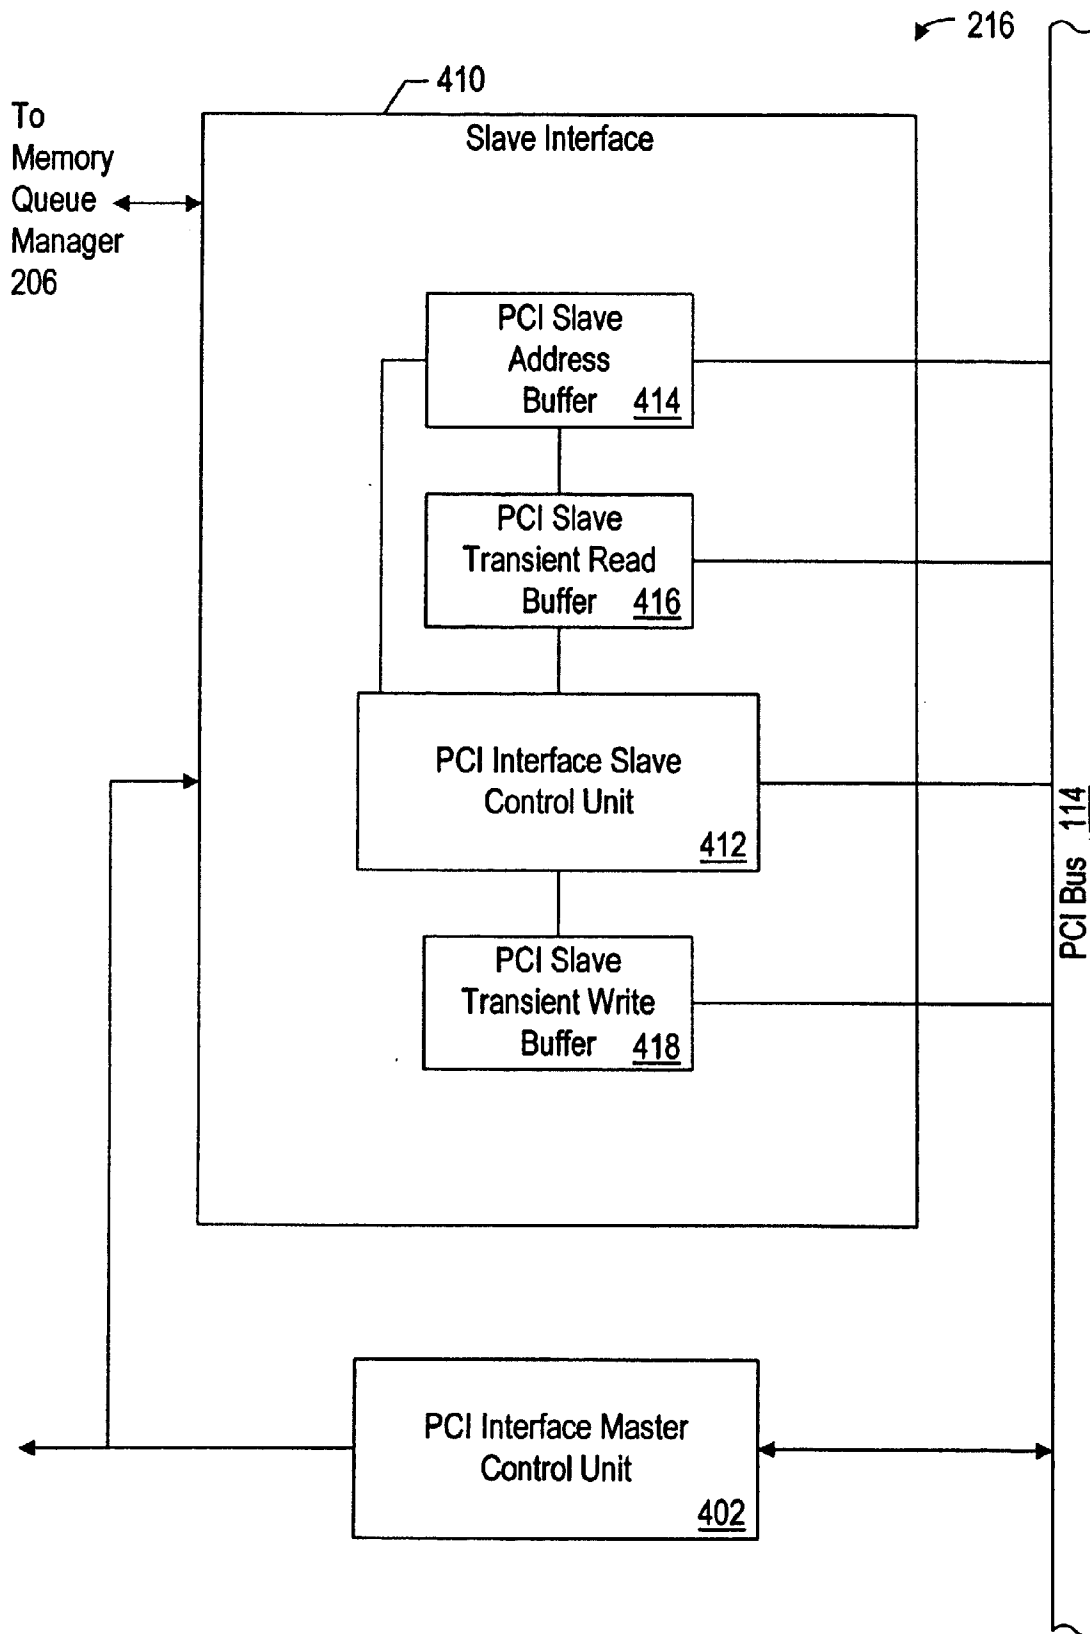 216
410
To
Memory
Queue
Manager
206
Slave Interface
PCI Slave
Address
Buffer 414
PCI Slave
Transient Read
Buffer 416
PCI Interface Slave
Control Unit
412
PCI Slave
Transient Write
Buffer 418
PCI Bus 114
PCI Interface Master
Control Unit
402